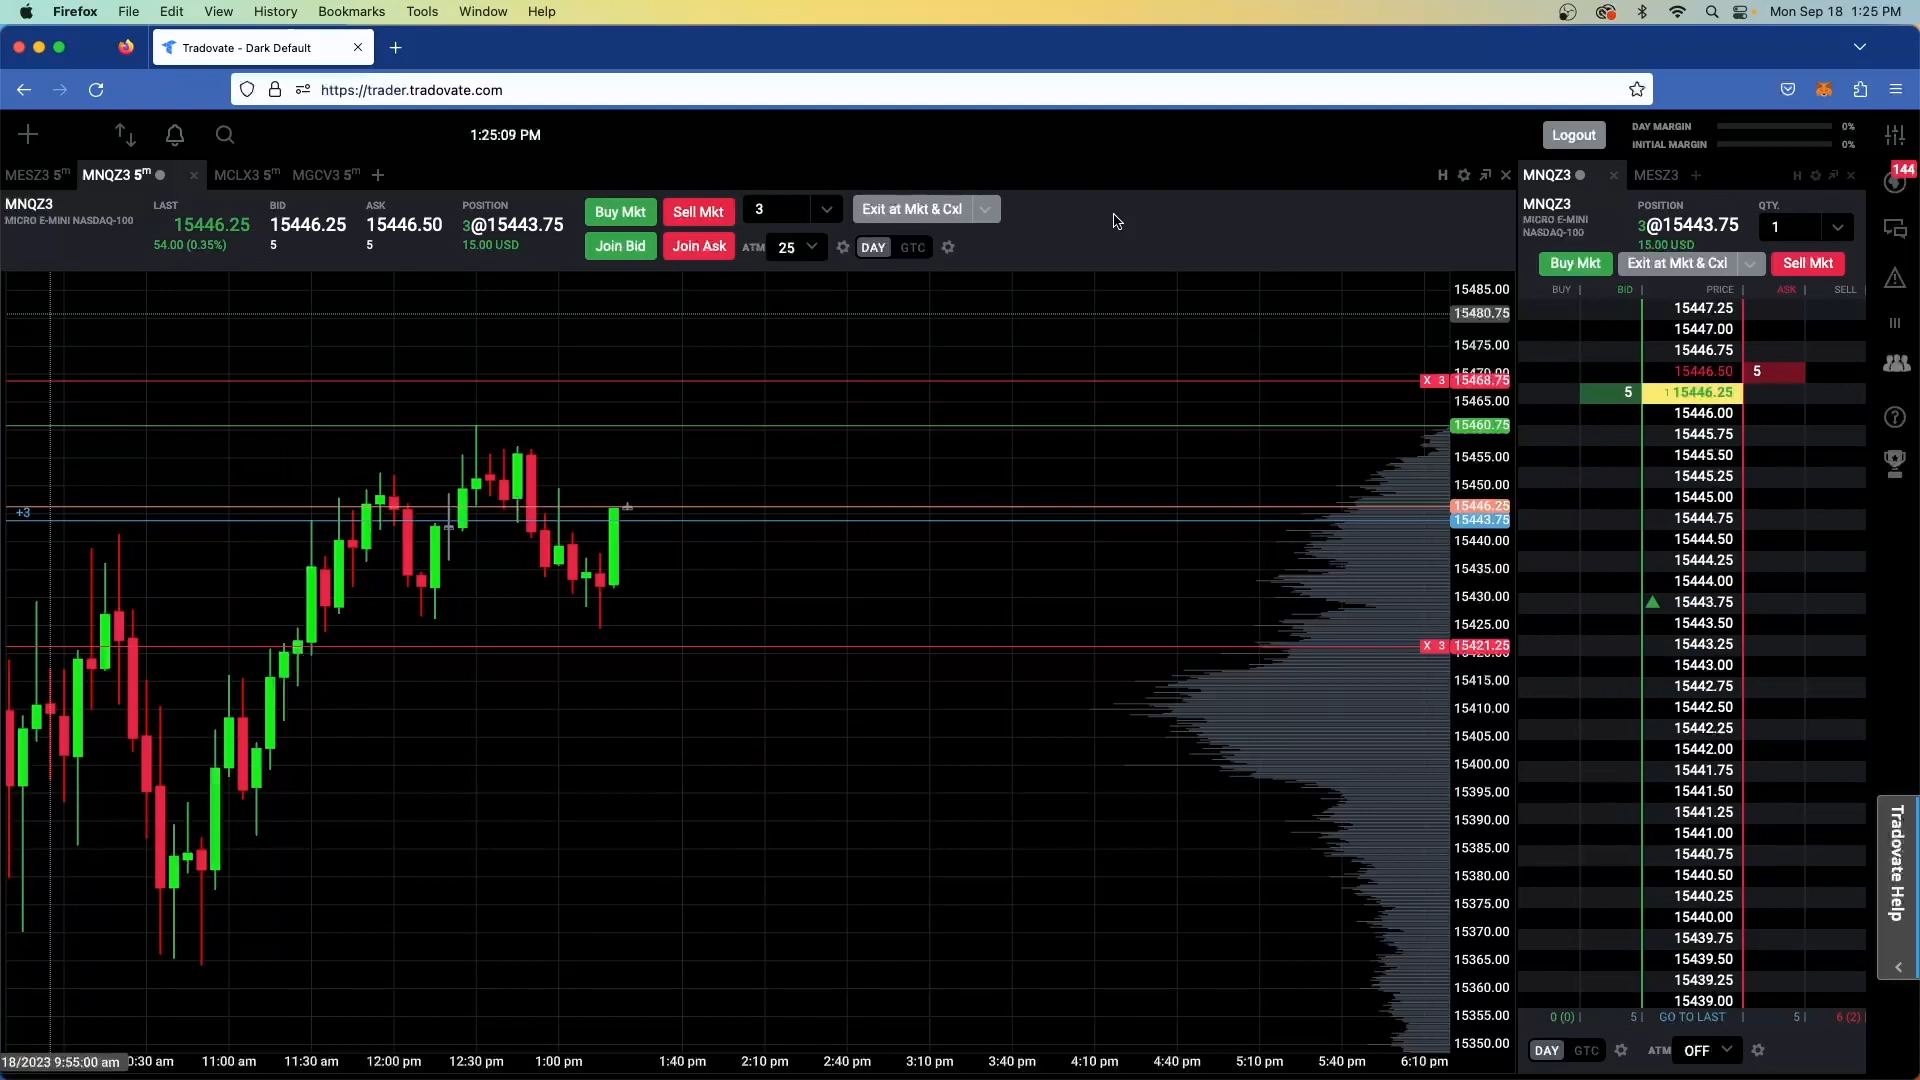 Firefox File Edit View History Bookmarks Tools Window Help Mon Sep 18 1:25 PM
Tradovate - Dark Default
https://trader.tradovate.com
1:25:09 PM Logout DAY MARGIN 0%
INITIAL MARGIN 0%
MESZ3 5m MNQZ3 5m MCLX3 5m MGCV3 5m H
MNQZ3 MESZ3 H 144
MNQZ3
MICRO E-MINI NASDAQ-100
LAST
15446.25
54.00 (0.35%)
BID
15446.25
5
ASK
15446.50
5
POSITION
3@15443.75
15.00 USD
Buy Mkt Sell Mkt 3 Exit at Mkt & Cxl
Join Bid Join Ask ATM 25 DAY GTC
MNQZ3
MICRO E-MINI
NASDAQ-100
POSITION
3@15443.75
15.00 USD
QTY.
1
Buy Mkt Exit at Mkt & Cxl Sell Mkt
BUY BID PRICE ASK SELL
15485.00
15480.75
15475.00
15470.00
X 3 15468.75
15465.00
15460.75
15455.00
15450.00
15446.25
+3 15443.75
15440.00
15435.00
15430.00
15425.00
X 3 15421.25
15420.00
15415.00
15410.00
15405.00
15400.00
15395.00
15390.00
15385.00
15380.00
15375.00
15370.00
15365.00
15360.00
15355.00
15350.00
18/2023 9:55:00 am 0:30 am 11:00 am 11:30 am 12:00 pm 12:30 pm 1:00 pm 1:40 pm 2:10 pm 2:40 pm 3:10 pm 3:40 pm 4:10 pm 4:40 pm 5:10 pm 5:40 pm 6:10 pm
15447.25
15447.00
15446.75
15446.50 5
5 1 15446.25
15446.00
15445.75
15445.50
15445.25
15445.00
15444.75
15444.50
15444.25
15444.00
15443.75
15443.50
15443.25
15443.00
15442.75
15442.50
15442.25
15442.00
15441.75
15441.50
15441.25
15441.00
15440.75
15440.50
15440.25
15440.00
15439.75
15439.50
15439.25
15439.00
0 (0) 5 GO TO LAST 5 6 (2)
DAY GTC ATM OFF
Tradovate Help